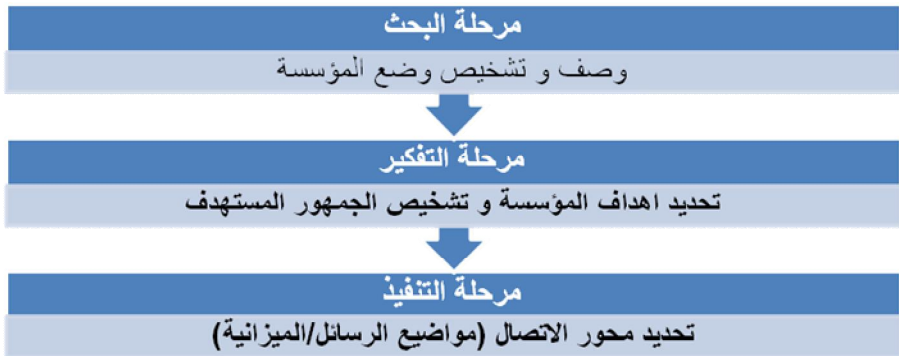 مرحلة البحث
وصف و تشخيص وضع المؤسسة
مرحلة التفكير
تحديد اهداف المؤسسة و تشخيص الجمهور المستهدف
مرحلة التنفيذ
تحديد محور الاتصال (مواضيع الرسائل/الميزانية)